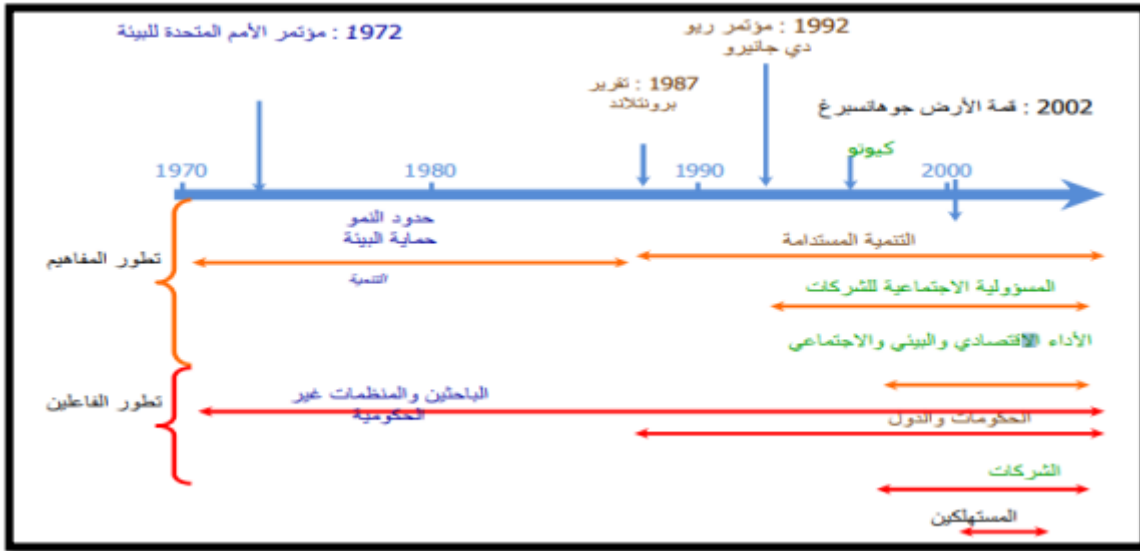 1972 : مؤتمر الأمم المتحدة للبيئة
1992 : مؤتمر ريو
دي جانيرو
1987 : تقرير
برونتلاند
2002 : قمة الأرض جوهانسبرغ
كيوتو
1970
1980
1990
2000
تطور المفاهيم
حدود النمو
حماية البيئة
التنمية
التنمية المستدامة
المسؤولية الاجتماعية للشركات
الأداء الاقتصادي والبيئي والاجتماعي
تطور الفاعلين
الباحثين والمنظمات غير
الحكومية
الحكومات والدول
الشركات
المستهلكين